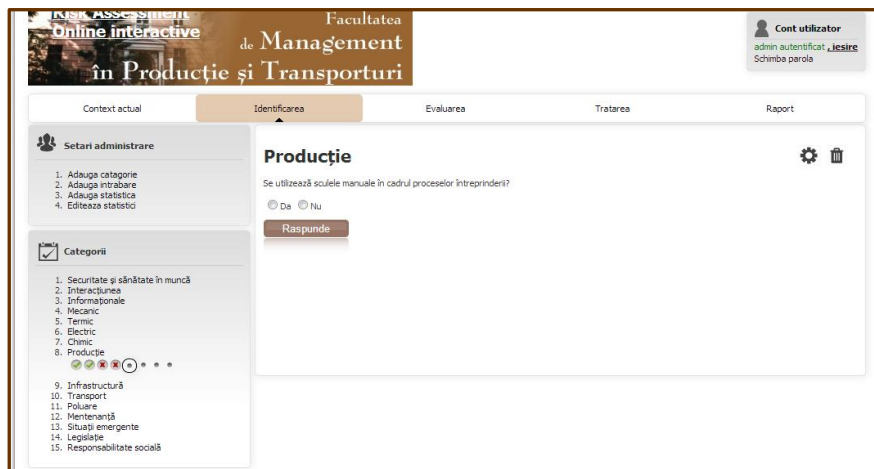 Risk Assessment
Online interactive
Facultatea
de Management
în Producție și Transporturi
Cont utilizator
admin autentificat , iesire
Schimba parola
Context actual
Identificarea
Evaluarea
Tratarea
Raport
Setari administrare
1. Adauga catagorie
2. Adauga intrabare
3. Adauga statistica
4. Editeaza statistici
Categorii
1. Securitate și sănătate în muncă
2. Interacțiunea
3. Informaționale
4. Mecanic
5. Termic
6. Electric
7. Chimic
8. Producție
9. Infrastructură
10. Transport
11. Poluare
12. Mentenanță
13. Situații emergente
14. Legislație
15. Responsabilitate socială
Producție
Se utilizează sculele manuale în cadrul proceselor întreprinderii?
Da Nu
Raspunde